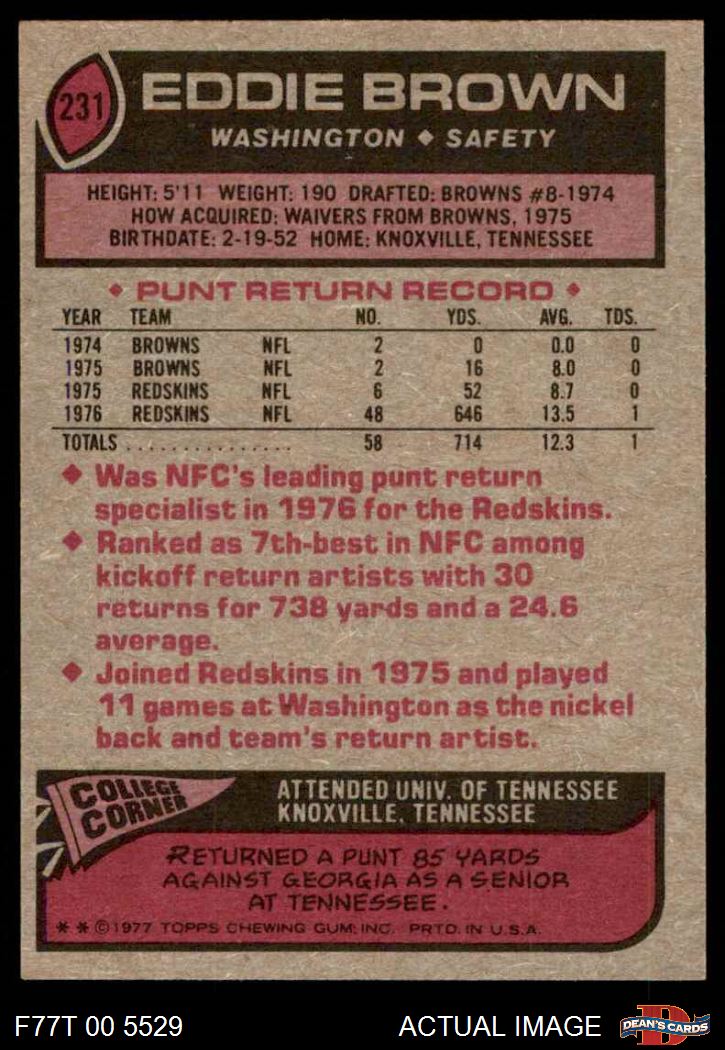 231
EDDIE BROWN
WASHINGTON ◆ SAFETY
HEIGHT: 5'11 WEIGHT: 190 DRAFTED: BROWNS #8-1974
HOW ACQUIRED: WAIVERS FROM BROWNS, 1975
BIRTHDATE: 2-19-52 HOME: KNOXVILLE, TENNESSEE
◆ PUNT RETURN RECORD ◆
YEAR TEAM NO. YDS. AVG. TDS.
1974 BROWNS NFL 2 0 0.0 0
1975 BROWNS NFL 2 16 8.0 0
1975 REDSKINS NFL 6 52 8.7 0
1976 REDSKINS NFL 48 646 13.5 1
TOTALS ............... 58 714 12.3 1
◆ Was NFC's leading punt return
specialist in 1976 for the Redskins.
◆ Ranked as 7th-best in NFC among
kickoff return artists with 30
returns for 738 yards and a 24.6
average.
◆ Joined Redskins in 1975 and played
11 games at Washington as the nickel
back and team's return artist.
COLLEGE
CORNER
ATTENDED UNIV. OF TENNESSEE
KNOXVILLE, TENNESSEE
RETURNED A PUNT 85 YARDS
AGAINST GEORGIA AS A SENIOR
AT TENNESSEE.
* * © 1977 TOPPS CHEWING GUM, INC. PRTD. IN U.S.A.
F77T 00 5529
ACTUAL IMAGE
D
DEAN'S CARDS